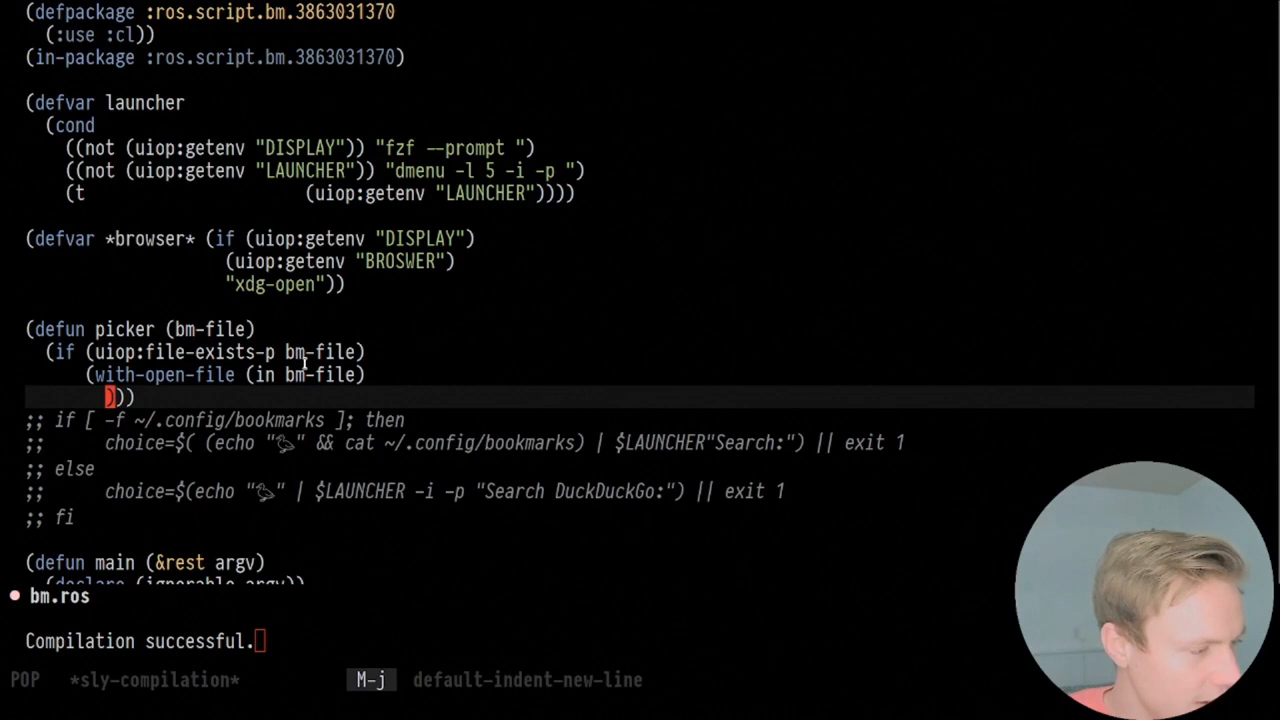 (defpackage :ros.script.bm.3863031370
(:use :cl))
(in-package :ros.script.bm.3863031370)
(defvar launcher
(cond
((not (uiop:getenv "DISPLAY")) "fzf --prompt ")
((not (uiop:getenv "LAUNCHER")) "dmenu -l 5 -i -p ")
(t (uiop:getenv "LAUNCHER"))))
(defvar *browser* (if (uiop:getenv "DISPLAY")
(uiop:getenv "BROSWER")
"xdg-open"))
(defun picker (bm-file)
(if (uiop:file-exists-p bm-file)
(with-open-file (in bm-file)
)))
;; if [ -f ~/.config/bookmarks ]; then
;; choice=$( (echo "🦆" && cat ~/.config/bookmarks) | $LAUNCHER"Search:") || exit 1
;; else
;; choice=$(echo "🦆" | $LAUNCHER -i -p "Search DuckDuckGo:") || exit 1
;; fi
(defun main (&rest argv)
(declare (ignorable argv))
bm.ros
Compilation successful.
POP *sly-compilation* M-j default-indent-new-line